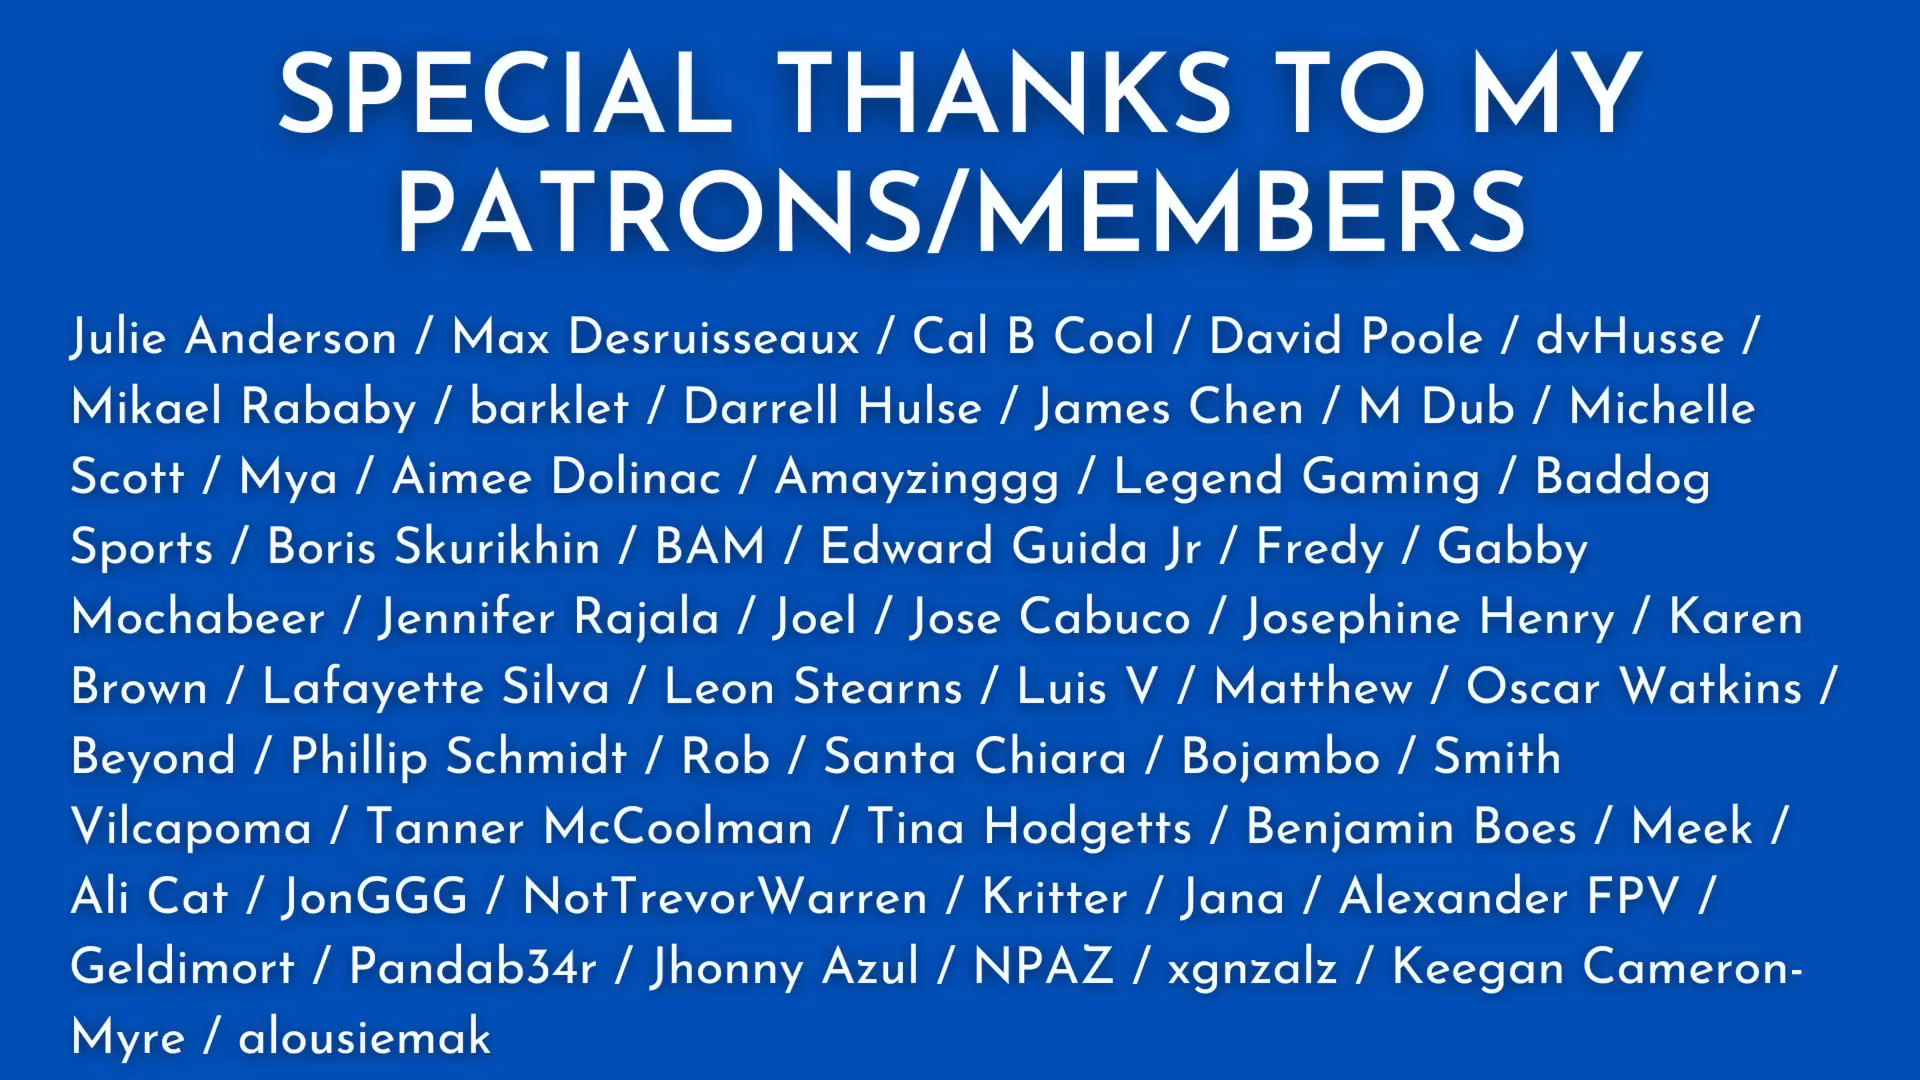 SPECIAL THANKS TO MY
PATRONS/MEMBERS
Julie Anderson / Max Desruisseaux / Cal B Cool / David Poole / dvHusse /
Mikael Rababy / barklet / Darrell Hulse / James Chen / M Dub / Michelle
Scott / Mya / Aimee Dolinac / Amayzinggg / Legend Gaming / Baddog
Sports / Boris Skurikhin / BAM / Edward Guida Jr / Fredy / Gabby
Mochabeer / Jennifer Rajala / Joel / Jose Cabuco / Josephine Henry / Karen
Brown / Lafayette Silva / Leon Stearns / Luis V / Matthew / Oscar Watkins /
Beyond / Phillip Schmidt / Rob / Santa Chiara / Bojambo / Smith
Vilcapoma / Tanner McCoolman / Tina Hodgetts / Benjamin Boes / Meek /
Ali Cat / JonGGG / NotTrevorWarren / Kritter / Jana / Alexander FPV /
Geldimort / Pandab34r / Jhonny Azul / NPAZ / xgnzalz / Keegan Cameron-
Myre / alousiemak